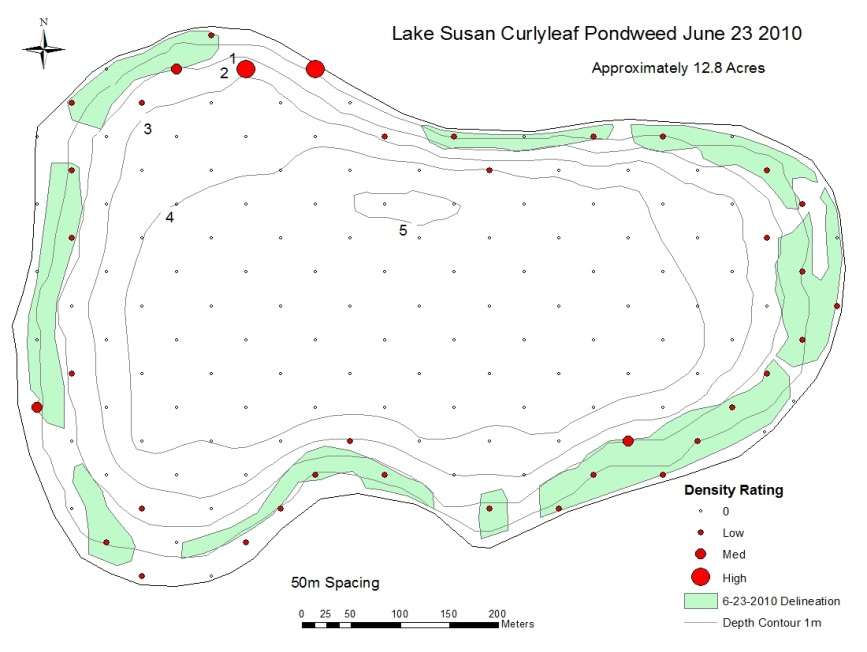 N
Lake Susan Curlyleaf Pondweed June 23 2010
Approximately 12.8 Acres
1
2
3
4
5
Density Rating
0
Low
Med
High
6-23-2010 Delineation
Depth Contour 1m
50m Spacing
0 25 50 100 150 200
Meters